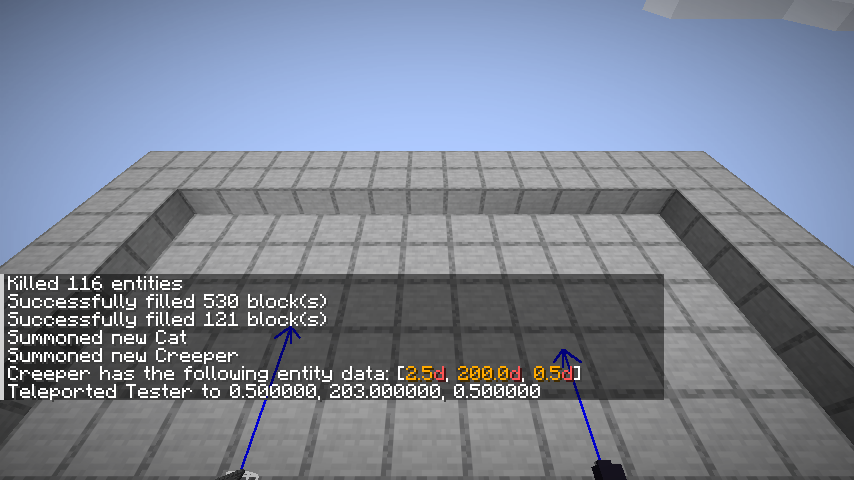 Killed 116 entities
Successfully filled 530 block(s)
Successfully filled 121 block(s)
Summoned new Cat
Summoned new Creeper
Creeper has the following entity data: [2.5d, 200.0d, 0.5d]
Teleported Tester to 0.500000, 203.000000, 0.500000